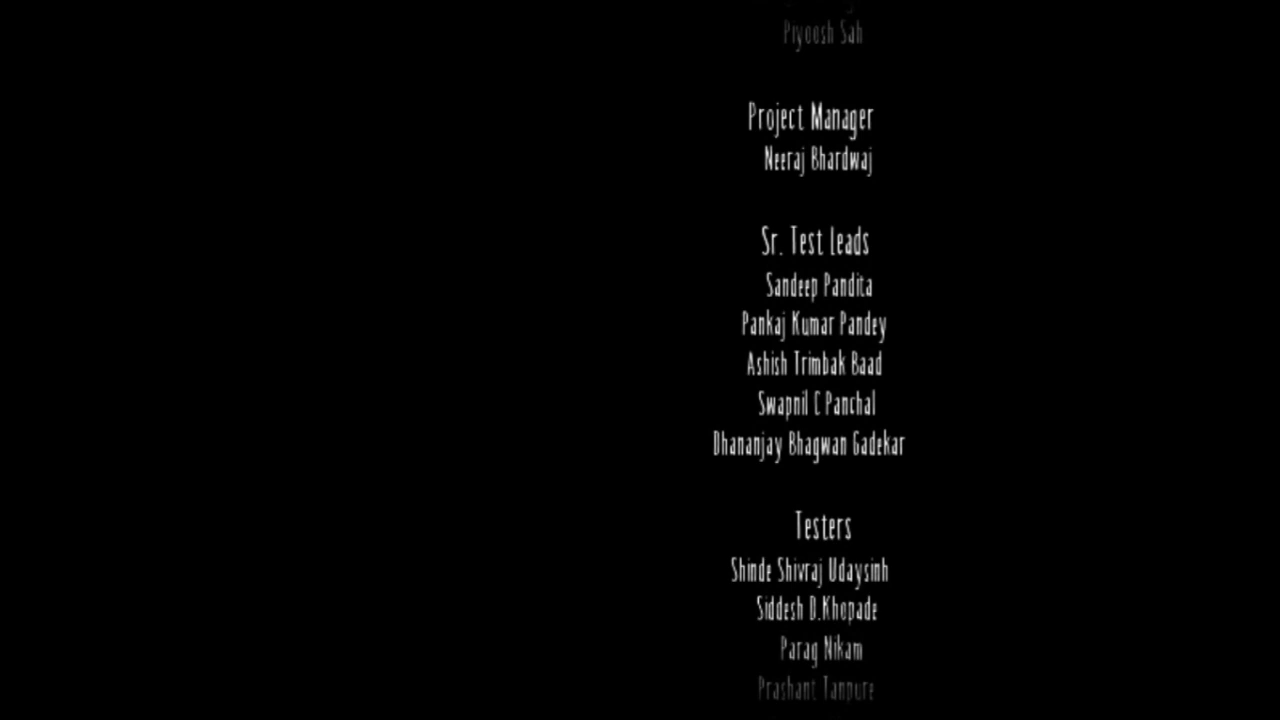 Piyoosh Sah
Project Manager
Neeraj Bhardwaj
Sr. Test Leads
Sandeep Pandita
Pankaj Kumar Pandey
Ashish Trimbak Baad
Swapnil C Panchal
Dhananjay Bhagwan Gadekar
Testers
Shinde Shivraj Udaysinh
Siddesh D.Khopade
Parag Nikam
Prashant Tanpure